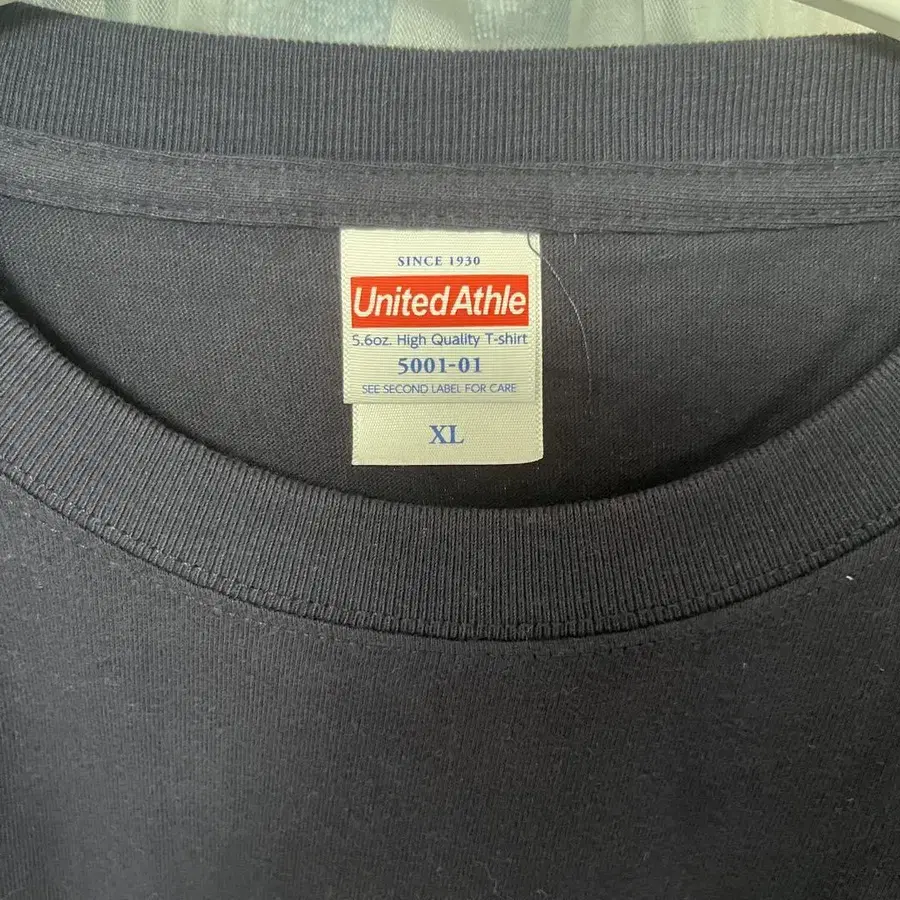 SINCE 1930
United Athle
5.6oz. High Quality T-shirt
5001-01
SEE SECOND LABEL FOR CARE
XL